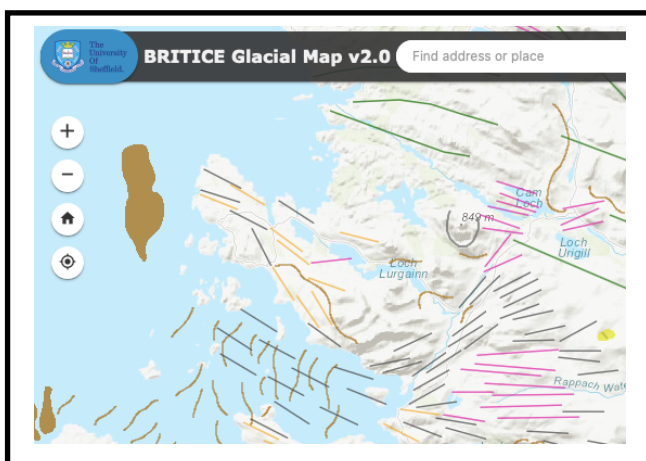 The
University
Of
Sheffield.
BRITICE Glacial Map v2.0
Find address or place
Cam
Loch
849 m
Loch
Urigill
Loch
Lurgainn
Rappach Wate